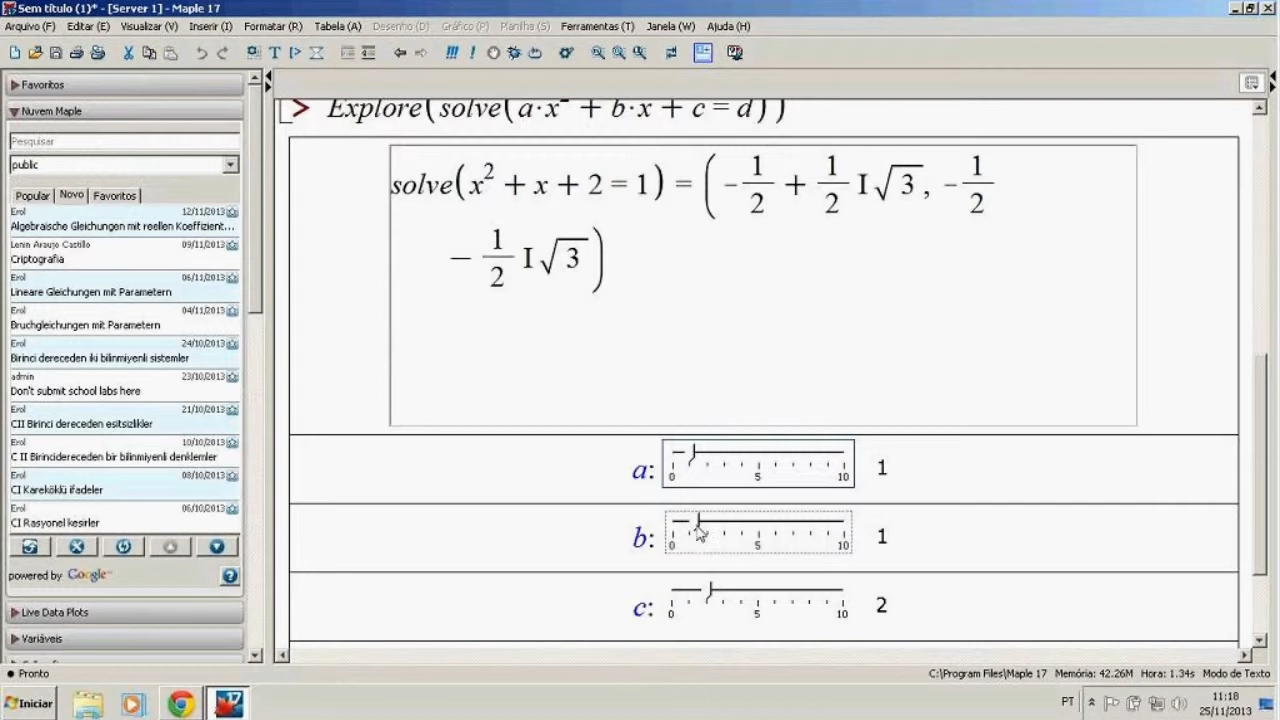 Sem título (1)* - [Server 1] - Maple 17
Arquivo (F) Editar (E) Visualizar (V) Inserir (I) Formatar (R) Tabela (A) Desenho (D) Gráfico (P) Planilha (S) Ferramentas (T) Janela (W) Ajuda (H)
Favoritos
Nuvem Maple
Pesquisar
public
Popular Novo Favoritos
Erol 12/11/2013
Algebraische Gleichungen mit reellen Koeffizient...
Lenin Araujo Castillo 09/11/2013
Criptografia
Erol 06/11/2013
Lineare Gleichungen mit Parametern
Erol 04/11/2013
Bruchgleichungen mit Parametern
Erol 24/10/2013
Birinci dereceden iki bilinmiyenli sistemler
admin 23/10/2013
Don't submit school labs here
Erol 21/10/2013
CII Birinci dereceden esitsizlikler
Erol 10/10/2013
C II Birincidereceden bir bilinmiyenli denklemler
Erol 08/10/2013
CI Kareköklü ifadeler
Erol 06/10/2013
CI Rasyonel kesirler
powered by Google™
Live Data Plots
Variáveis
> Explore(solve(a·x² + b·x + c = d))
solve(x² + x + 2 = 1) = (-1/2 + 1/2 I√3, -1/2
- 1/2 I√3)
a: 0 5 10 1
b: 0 5 10 1
c: 0 5 10 2
Pronto
C:\Program Files\Maple 17 Memória: 42.26M Hora: 1.34s Modo de Texto
Iniciar
17
PT
11:18
25/11/2013